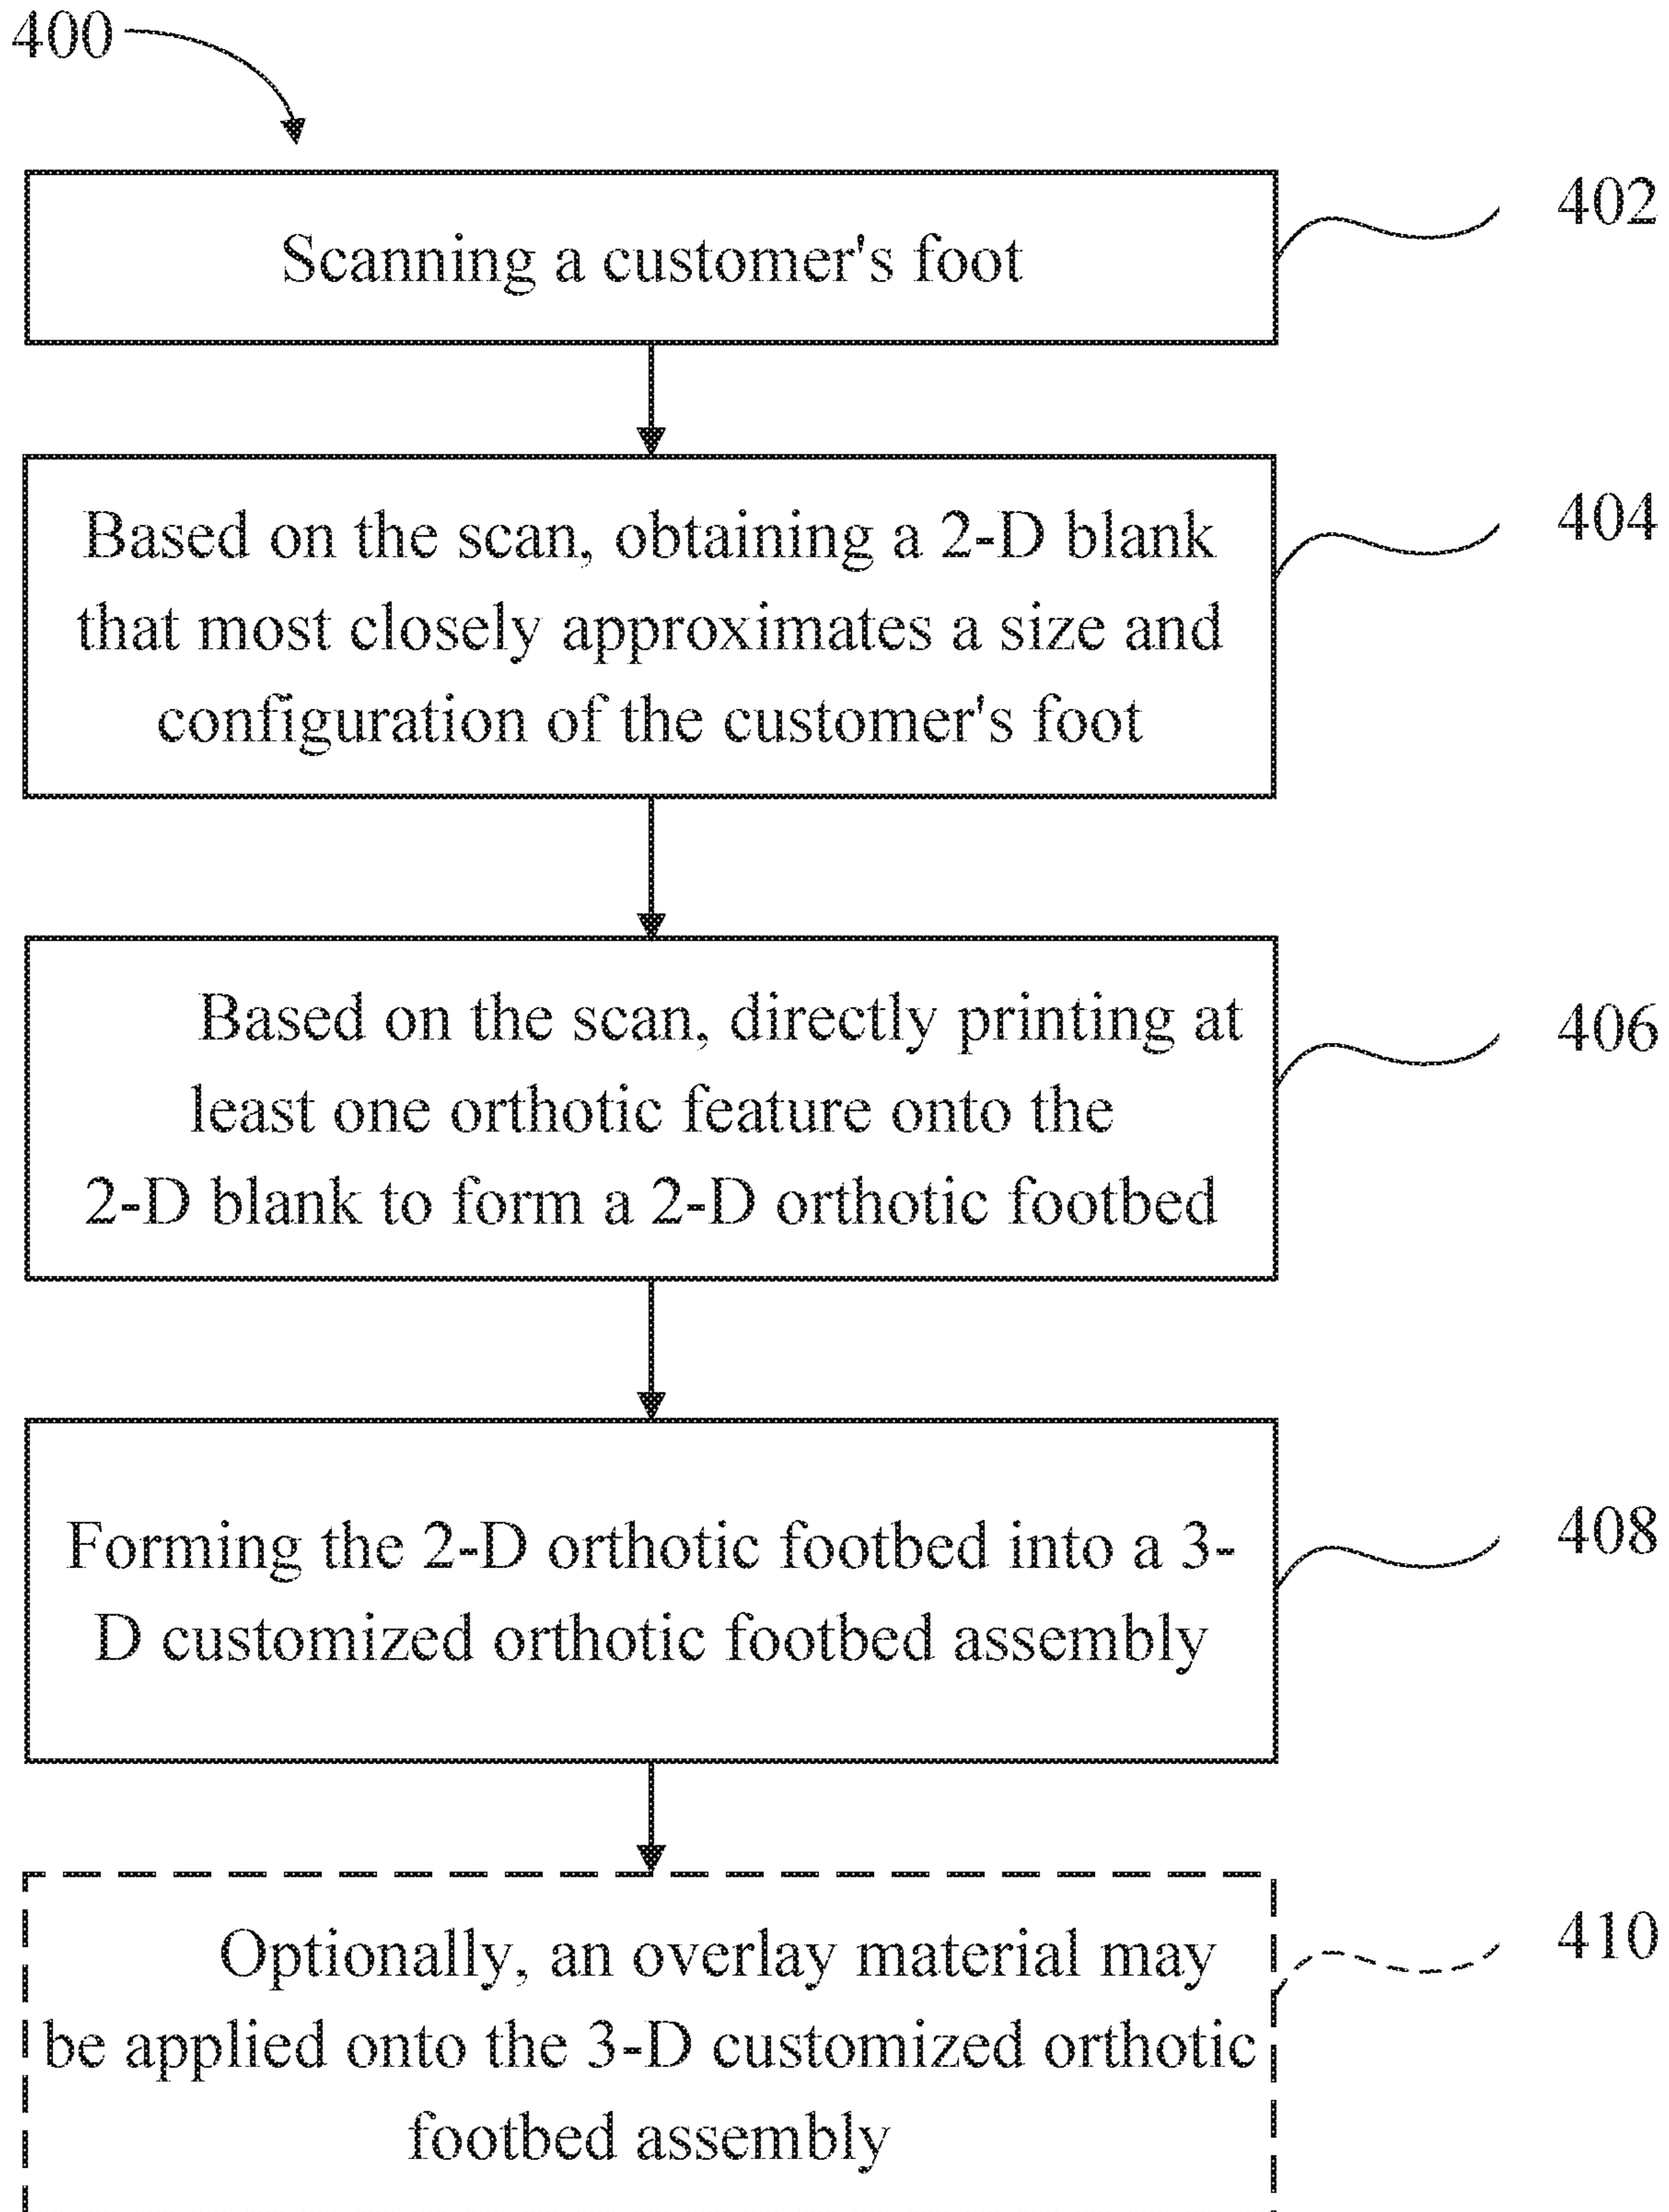 400
Scanning a customer's foot
402
Based on the scan, obtaining a 2-D blank
that most closely approximates a size and
configuration of the customer's foot
404
Based on the scan, directly printing at
least one orthotic feature onto the
2-D blank to form a 2-D orthotic footbed
406
Forming the 2-D orthotic footbed into a 3-
D customized orthotic footbed assembly
408
Optionally, an overlay material may
be applied onto the 3-D customized orthotic
footbed assembly
410